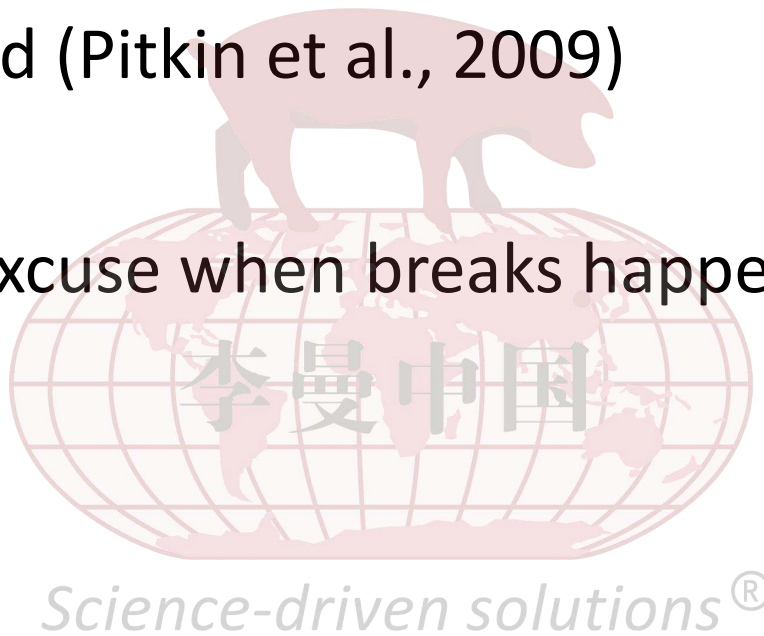 d (Pitkin et al., 2009)
xcuse when breaks happe
李曼中国
Science-driven solutions®